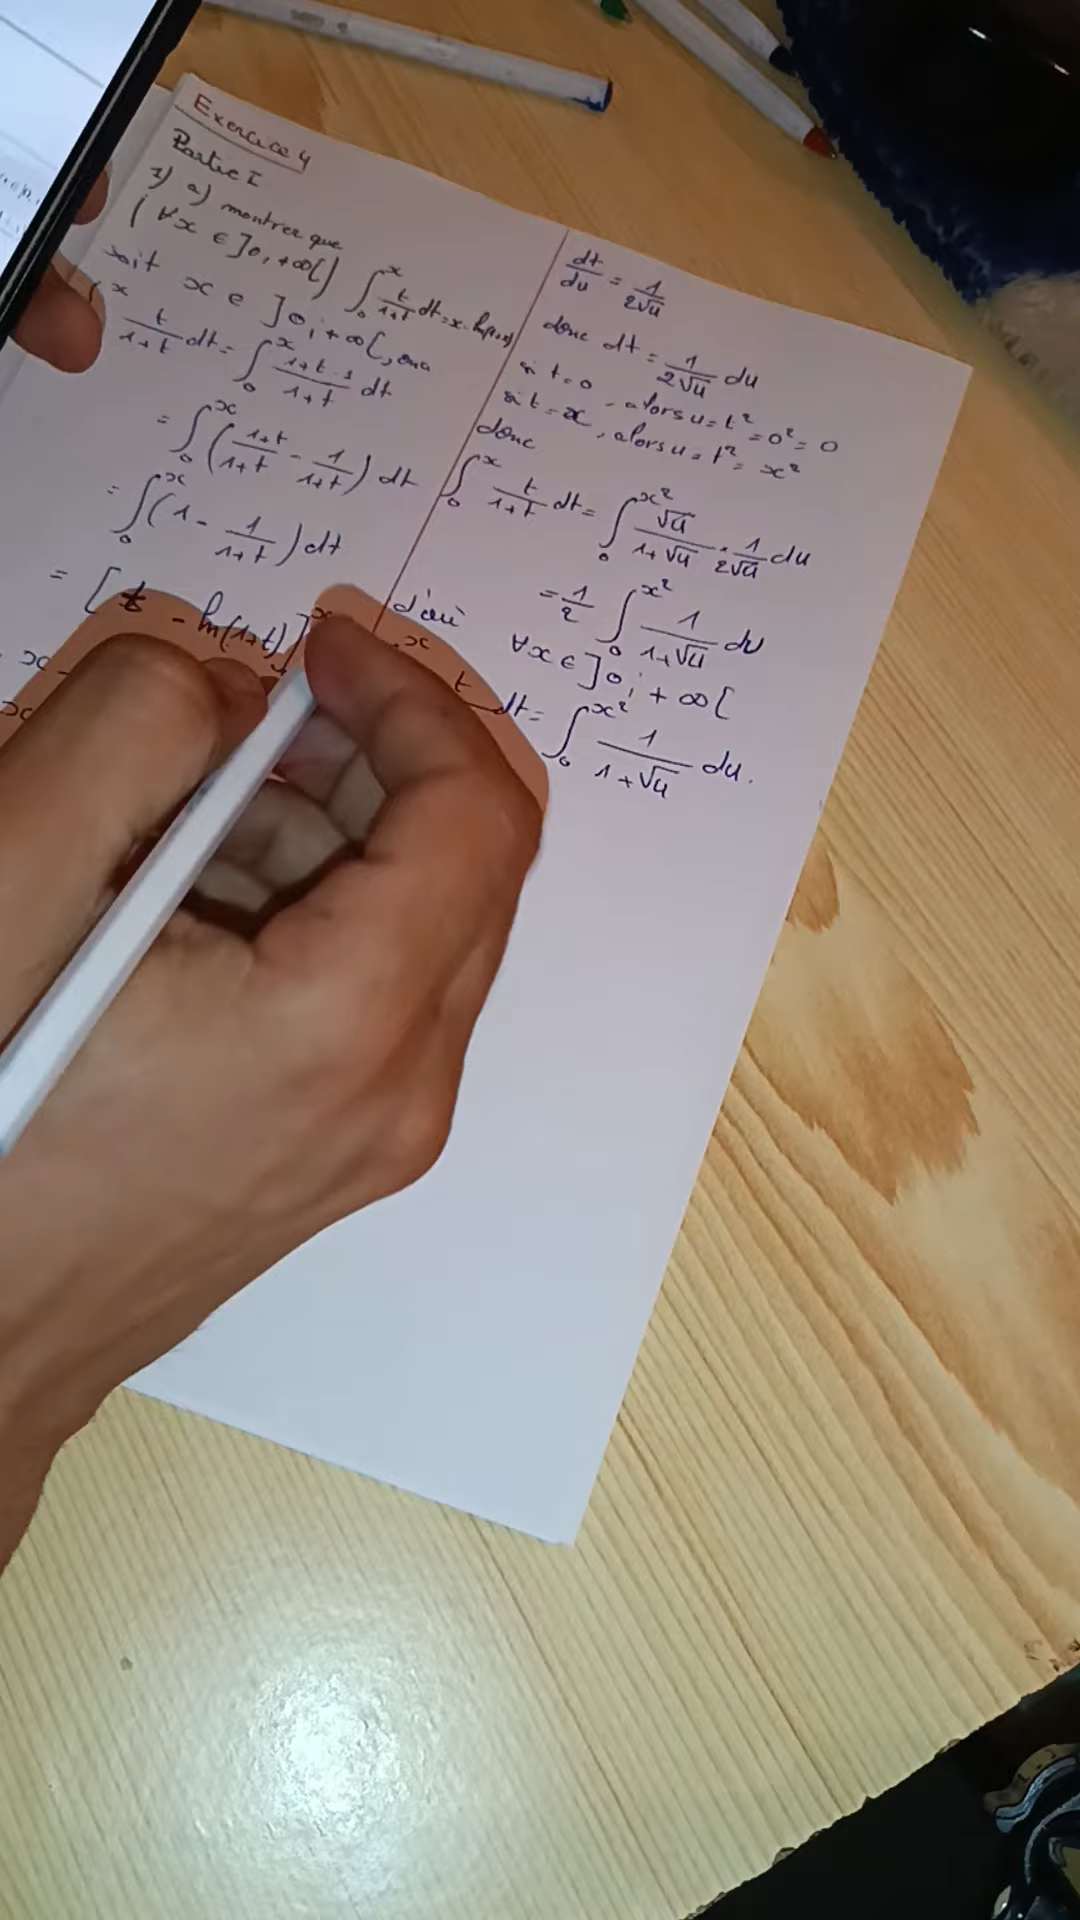 Exercice 4
Partie I
1) a) montrer que
(∀x ∈ ]0, +∞[) ∫₀ˣ t/(1+t) dt = x - ln(1+x)
soit x ∈ ]0; +∞[, on a
∫ˣ t/(1+t) dt = ∫₀ˣ (1+t-1)/(1+t) dt
= ∫₀ˣ ((1+t)/(1+t) - 1/(1+t)) dt
= ∫₀ˣ (1 - 1/(1+t)) dt
= [t - ln(1+t)]ˣ
x -
x
dt/du = 1/(2√u)
donc dt = 1/(2√u) du
si t=0, alors u = t² = 0² = 0
si t=x, alors u = t² = x²
donc
∫₀ˣ t/(1+t) dt = ∫₀^(x²) √u/(1+√u) × 1/(2√u) du
= 1/2 ∫₀^(x²) 1/(1+√u) du
d'où ∀x ∈ ]0; +∞[
x t dt = ∫₀^(x²) 1/(1+√u) du.